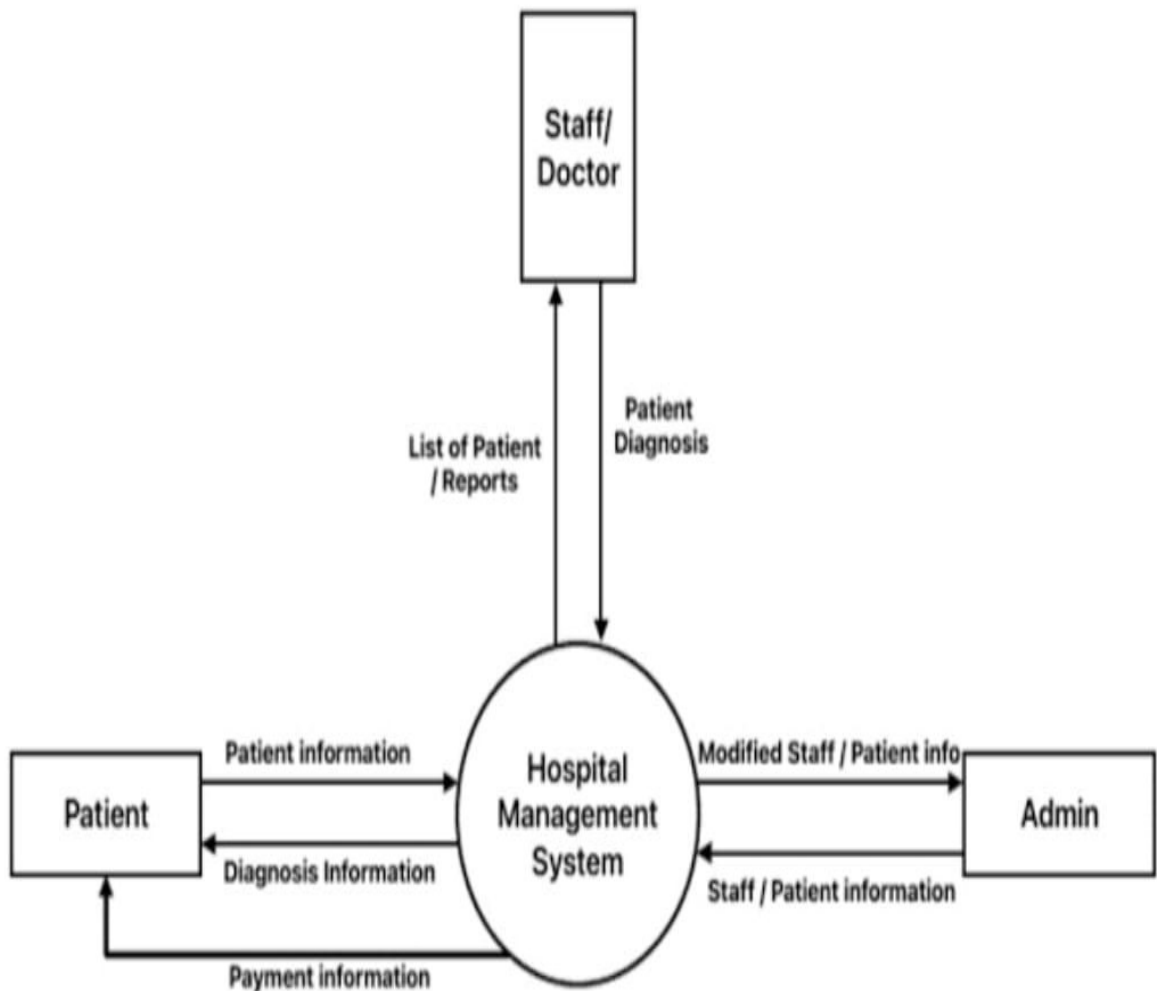 Staff/
Doctor
List of Patient
/ Reports
Patient
Diagnosis
Patient information
Patient
Diagnosis Information
Payment information
Hospital
Management
System
Modified Staff / Patient info
Admin
Staff / Patient information